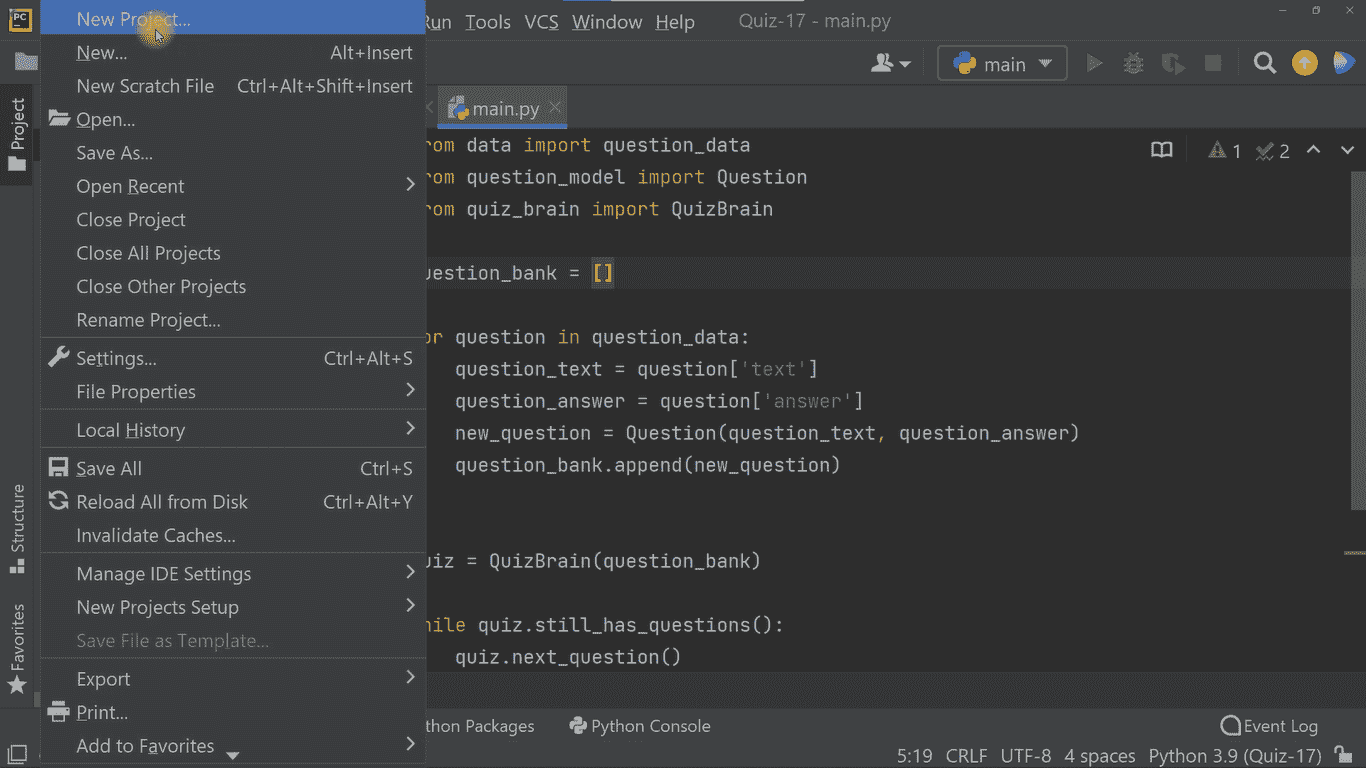 PC
Run Tools VCS Window Help
Quiz-17 - main.py
main
Project
Structure
Favorites
New Project...
New... Alt+Insert
New Scratch File Ctrl+Alt+Shift+Insert
Open...
Save As...
Open Recent
Close Project
Close All Projects
Close Other Projects
Rename Project...
Settings... Ctrl+Alt+S
File Properties
Local History
Save All Ctrl+S
Reload All from Disk Ctrl+Alt+Y
Invalidate Caches...
Manage IDE Settings
New Projects Setup
Save File as Template...
Export
Print...
Add to Favorites
main.py
1 2
rom data import question_data
rom question_model import Question
rom quiz_brain import QuizBrain
uestion_bank = []
or question in question_data:
question_text = question['text']
question_answer = question['answer']
new_question = Question(question_text, question_answer)
question_bank.append(new_question)
uiz = QuizBrain(question_bank)
hile quiz.still_has_questions():
quiz.next_question()
thon Packages
Python Console
Event Log
5:19 CRLF UTF-8 4 spaces Python 3.9 (Quiz-17)